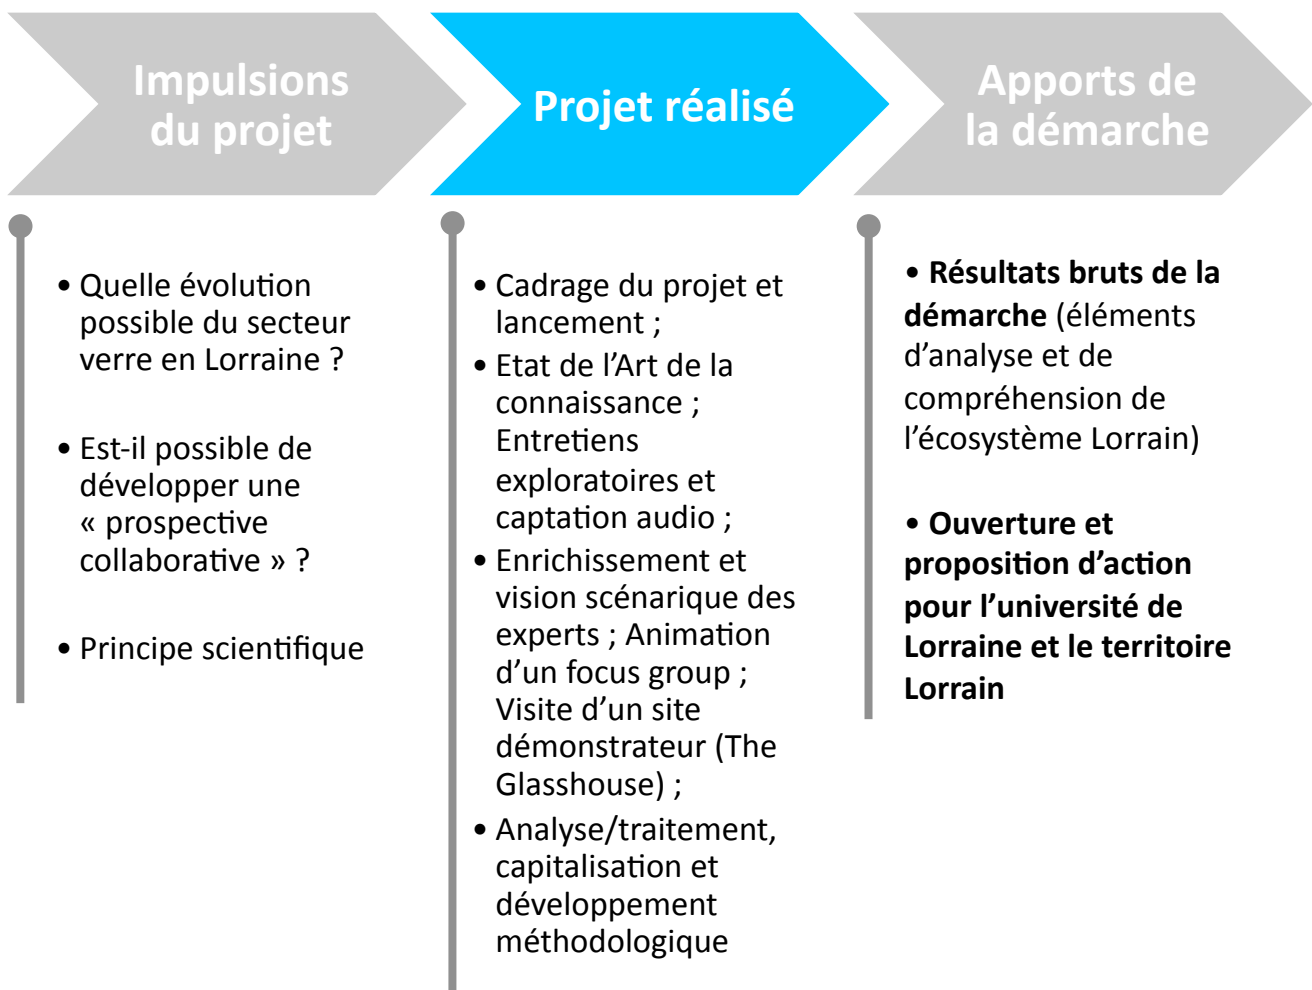 Impulsions
du projet
Projet réalisé
Apports de
la démarche
• Quelle évolution
possible du secteur
verre en Lorraine ?
• Est-il possible de
développer une
« prospective
collaborative » ?
• Principe scientifique
• Cadrage du projet et
lancement ;
• Etat de l’Art de la
connaissance ;
Entretiens
exploratoires et
captation audio ;
• Enrichissement et
vision scénarique des
experts ; Animation
d’un focus group ;
Visite d’un site
démonstrateur (The
Glasshouse) ;
• Analyse/traitement,
capitalisation et
développement
méthodologique
• Résultats bruts de la
démarche (éléments
d’analyse et de
compréhension de
l’écosystème Lorrain)
• Ouverture et
proposition d’action
pour l’université de
Lorraine et le territoire
Lorrain